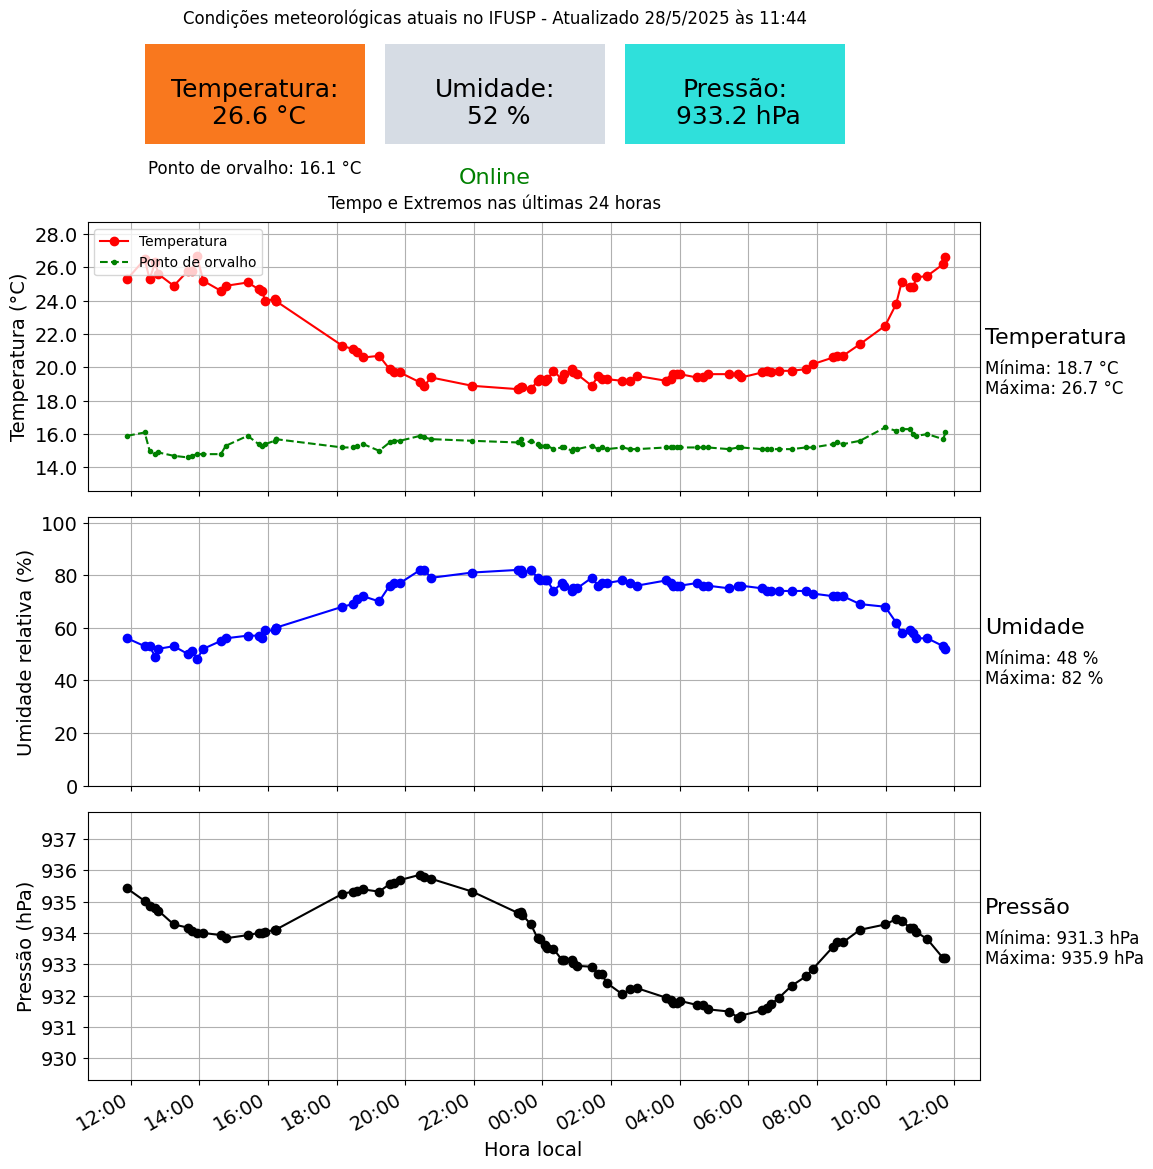 Condições meteorológicas atuais no IFUSP - Atualizado 28/5/2025 às 11:44
Temperatura:
26.6 °C
Umidade:
52 %
Pressão:
933.2 hPa
Ponto de orvalho: 16.1 °C
Online
Tempo e Extremos nas últimas 24 horas
Temperatura (°C)
28.0
26.0
24.0
22.0
20.0
18.0
16.0
14.0
Temperatura
Ponto de orvalho
Temperatura
Mínima: 18.7 °C
Máxima: 26.7 °C
Umidade relativa (%)
100
80
60
40
20
0
Umidade
Mínima: 48 %
Máxima: 82 %
Pressão (hPa)
937
936
935
934
933
932
931
930
Pressão
Mínima: 931.3 hPa
Máxima: 935.9 hPa
12:00 14:00 16:00 18:00 20:00 22:00 00:00 02:00 04:00 06:00 08:00 10:00 12:00
Hora local